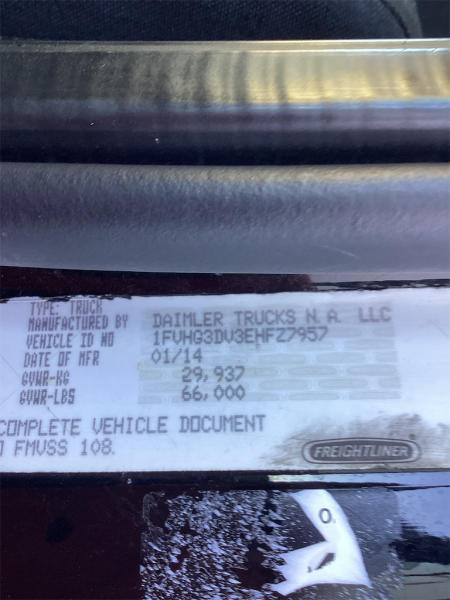 TYPE: TRUCK
MANUFACTURED BY DAIMLER TRUCKS N.A. LLC
VEHICLE ID NO 1FVHG3DV3EHFZ7957
DATE OF MFR 01/14
GVWR-KG 29,937
GVWR-LBS 66,000
COMPLETE VEHICLE DOCUMENT
FMVSS 108.
FREIGHTLINER
0